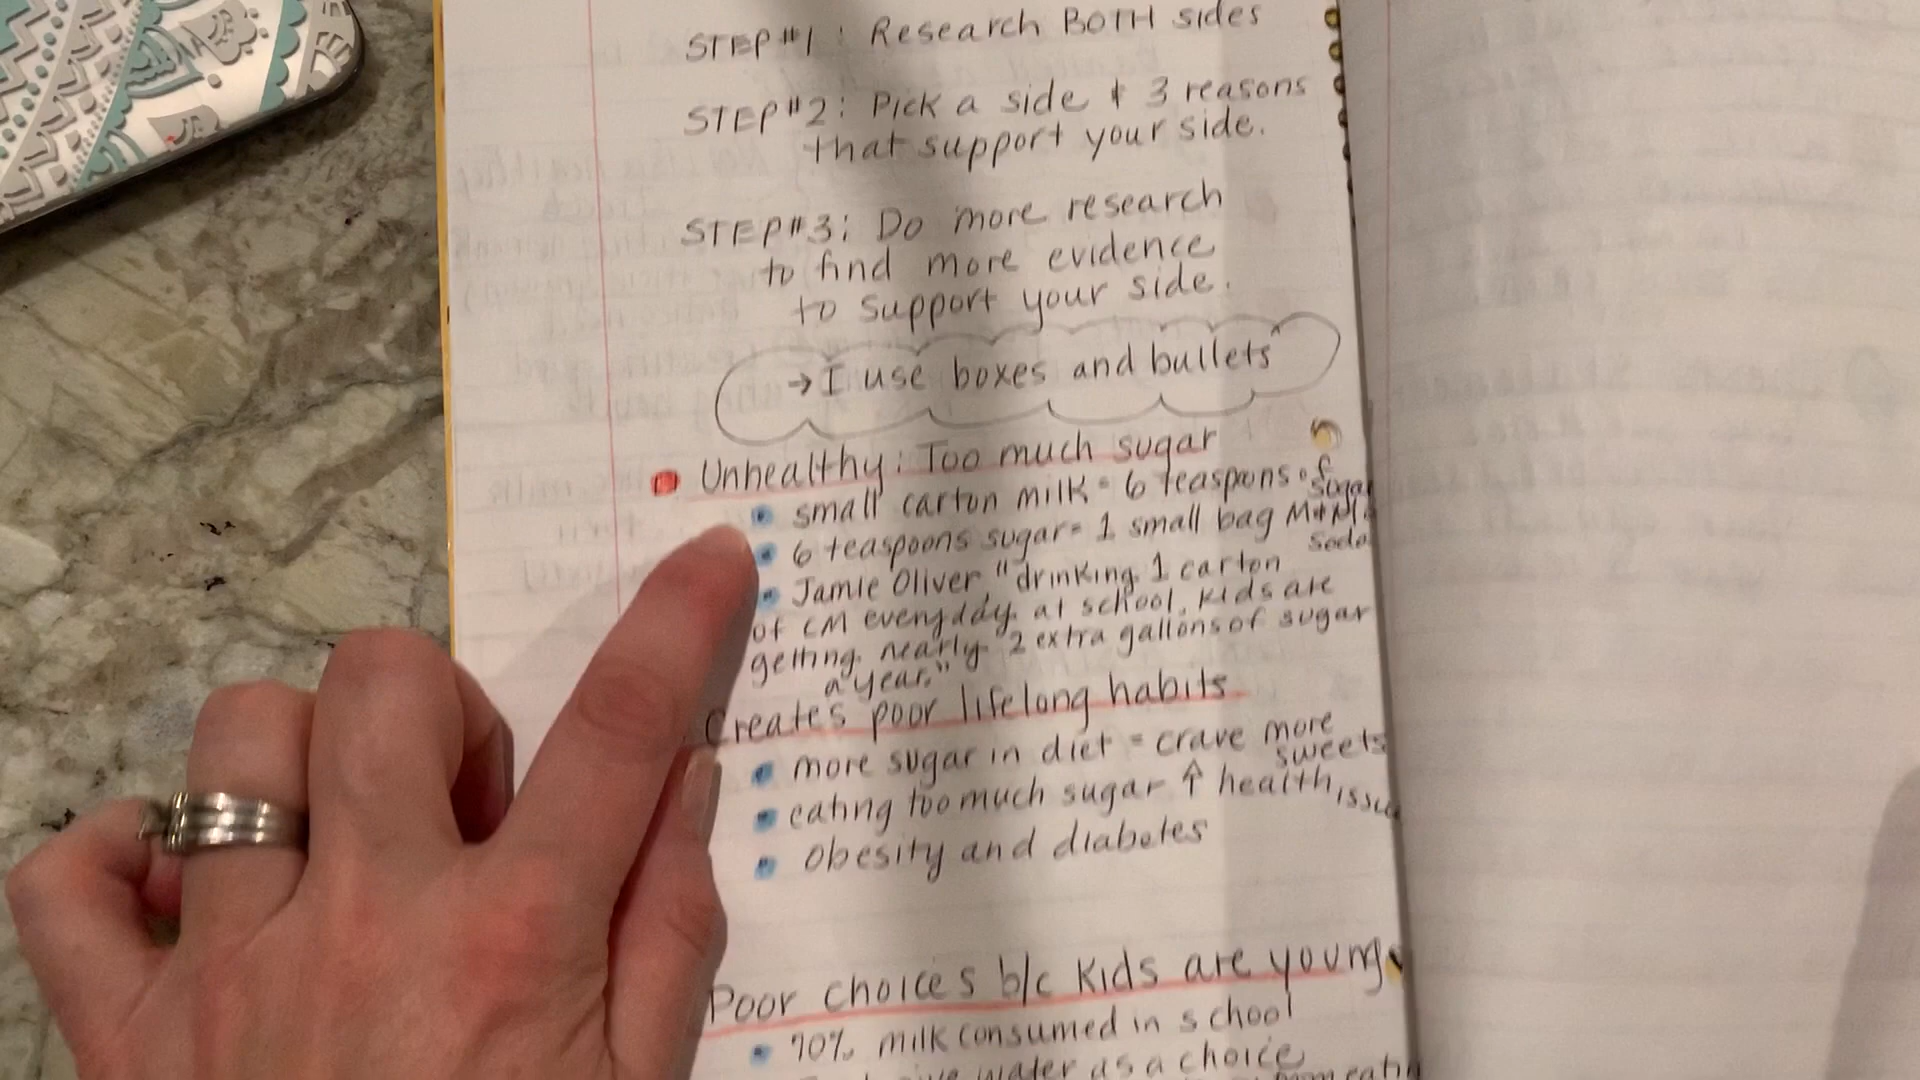 STEP #1: Research BOTH sides
STEP #2: Pick a side & 3 reasons
that support your side.
STEP #3: Do more research
to find more evidence
to support your side.
→ I use boxes and bullets
Unhealthy: Too much sugar
• small carton milk = 6 teaspoons of sugar
• 6 teaspoons sugar = 1 small bag M+M
soda
• Jamie Oliver "drinking 1 carton
of CM everyday at school, kids are
getting nearly 2 extra gallons of sugar
a year."
Creates poor lifelong habits
• more sugar in diet = crave more
sweets
• eating too much sugar ↑ health issu
• obesity and diabetes
Poor choices b/c kids are young
• 70% milk consumed in school
water as a choice